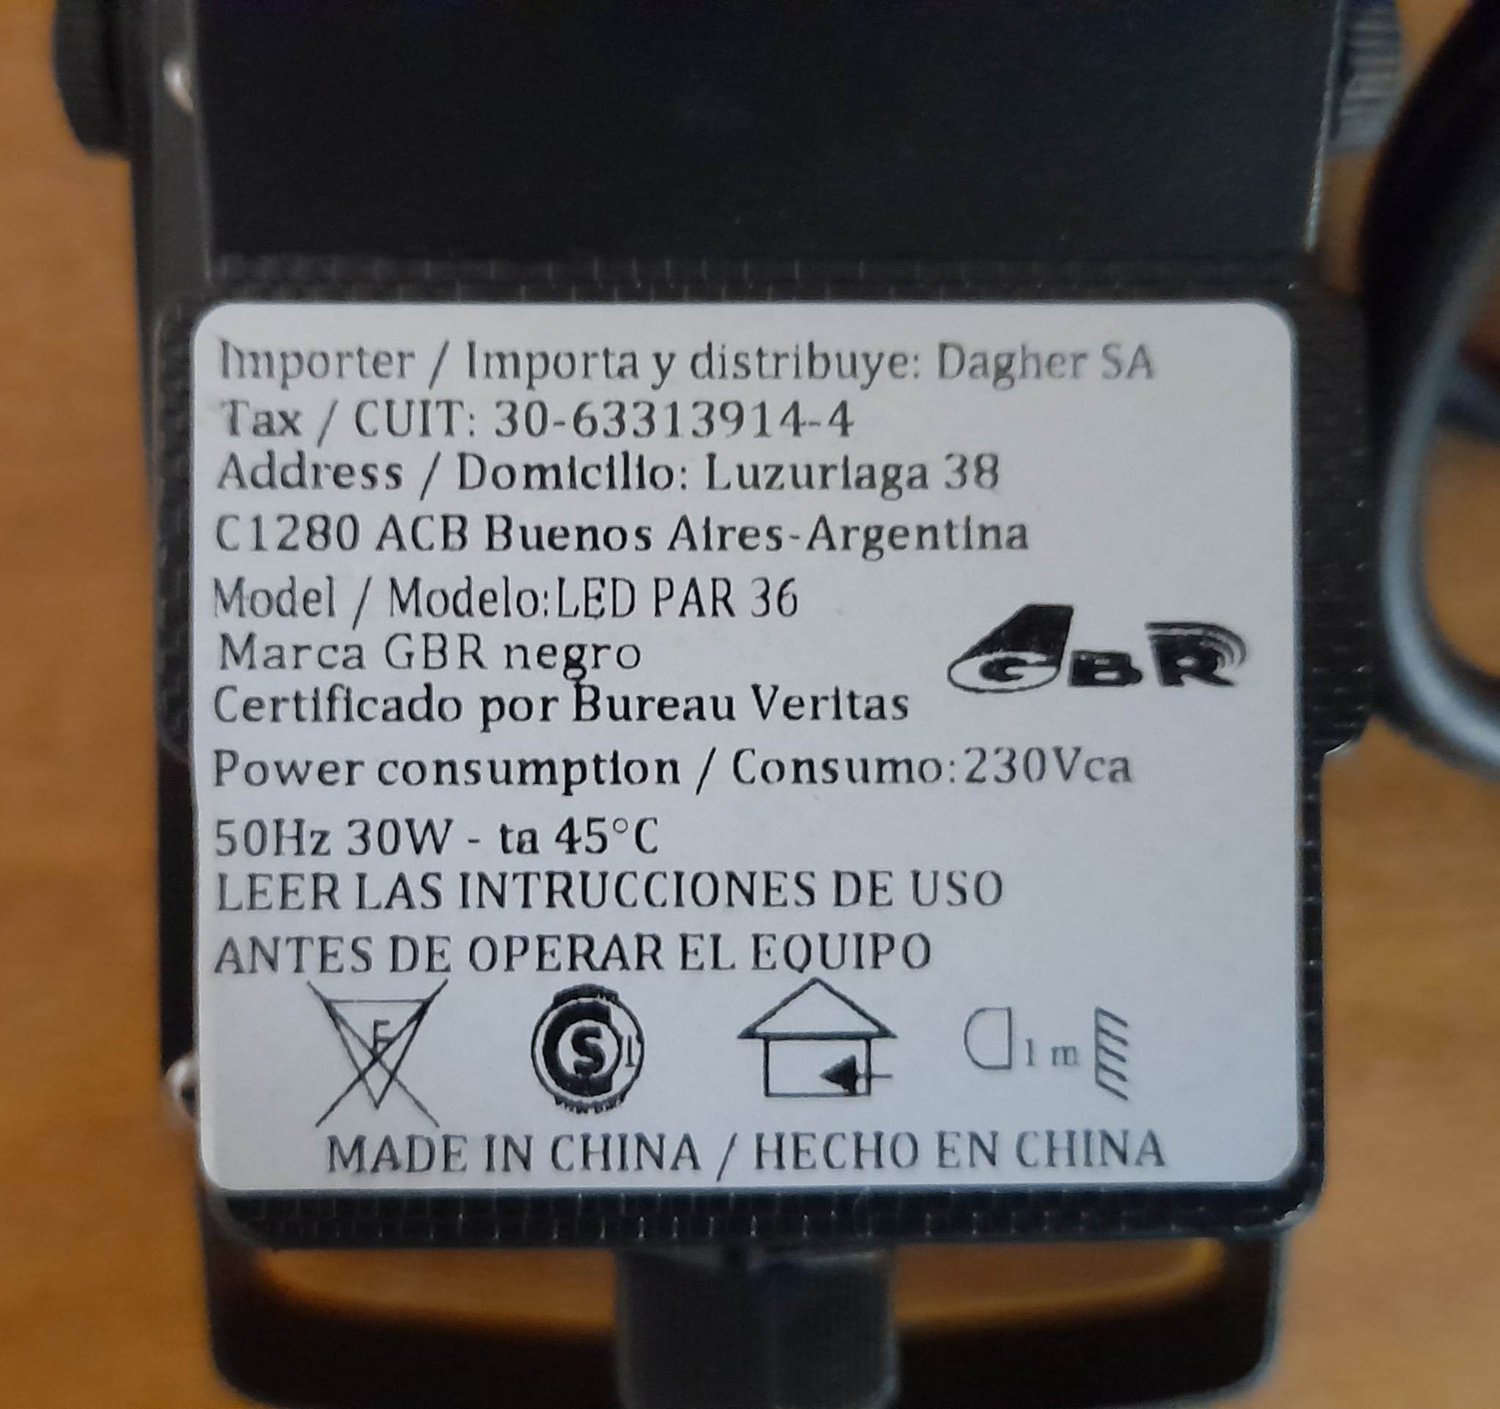 Importer / Importa y distribuye: Dagher SA
Tax / CUIT: 30-63313914-4
Address / Domicilio: Luzuriaga 38
C1280 ACB Buenos Aires-Argentina
Model / Modelo:LED PAR 36
Marca GBR negro
GBR
Certificado por Bureau Veritas
Power consumption / Consumo:230Vca
50Hz 30W - ta 45°C
LEER LAS INTRUCCIONES DE USO
ANTES DE OPERAR EL EQUIPO
F
S
1 m
MADE IN CHINA / HECHO EN CHINA